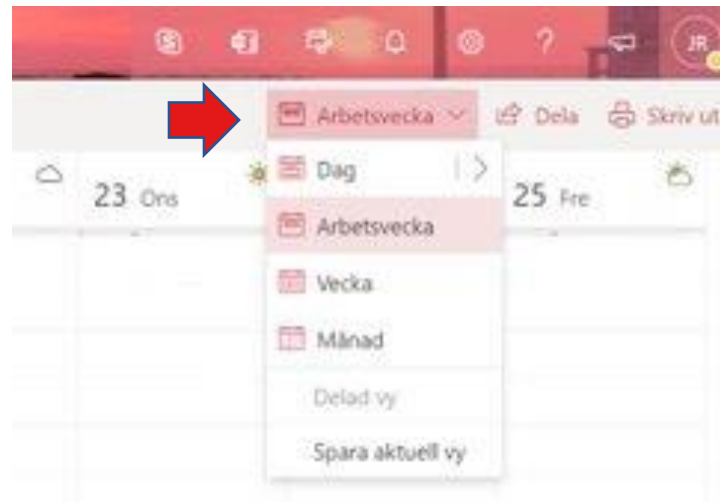 JR
Arbetsvecka Dela Skriv ut
23 Ons
Dag
25 Fre
Arbetsvecka
Vecka
Månad
Delad vy
Spara aktuell vy